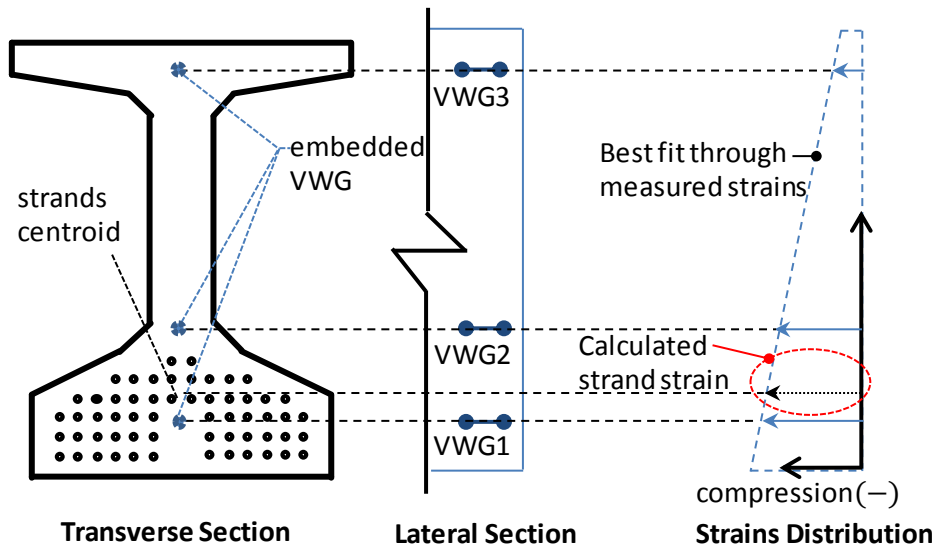 VWG3
embedded
VWG
Best fit through
measured strains
strands
centroid
VWG2
Calculated
strand strain
VWG1
compression(−)
Transverse Section
Lateral Section
Strains Distribution